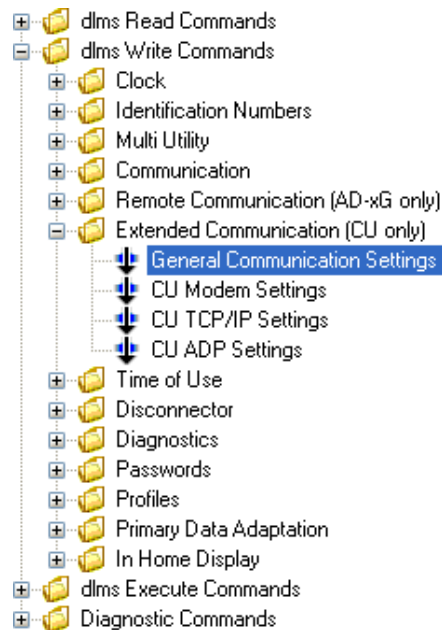 dlms Read Commands
dlms Write Commands
Clock
Identification Numbers
Multi Utility
Communication
Remote Communication (AD-xG only)
Extended Communication (CU only)
General Communication Settings
CU Modem Settings
CU TCP/IP Settings
CU ADP Settings
Time of Use
Disconnector
Diagnostics
Passwords
Profiles
Primary Data Adaptation
In Home Display
dlms Execute Commands
Diagnostic Commands